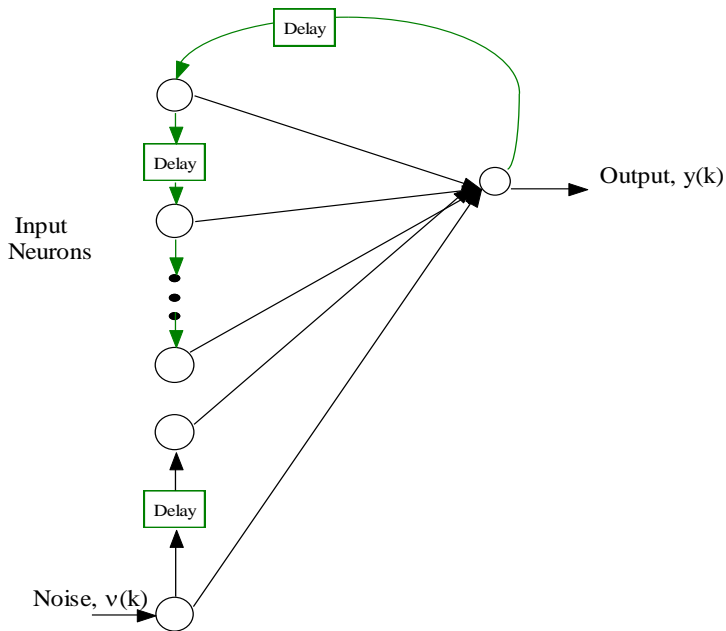 Delay
Delay
Output, y(k)
Input
Neurons
Delay
Noise, ν(k)